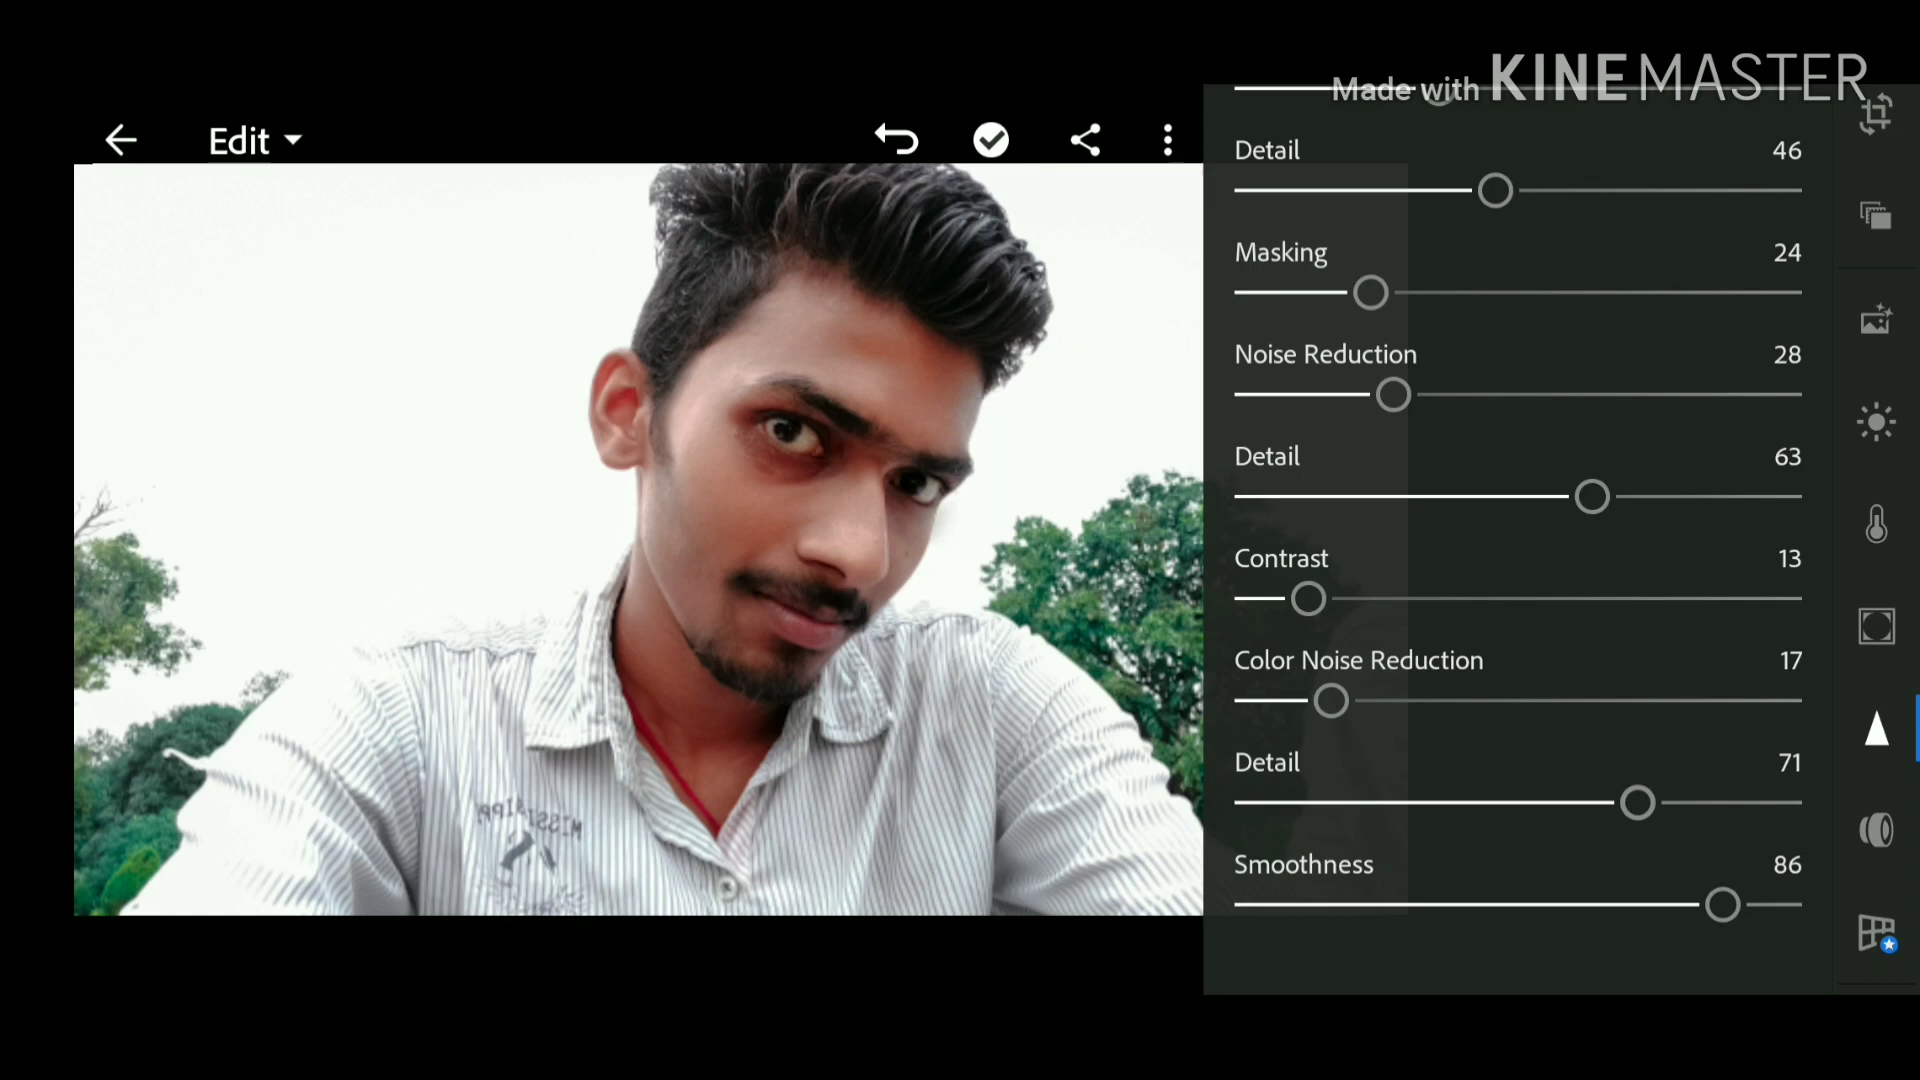 Made with KINEMASTER
Edit
Detail 46
Masking 24
Noise Reduction 28
Detail 63
Contrast 13
Color Noise Reduction 17
Detail 71
Smoothness 86